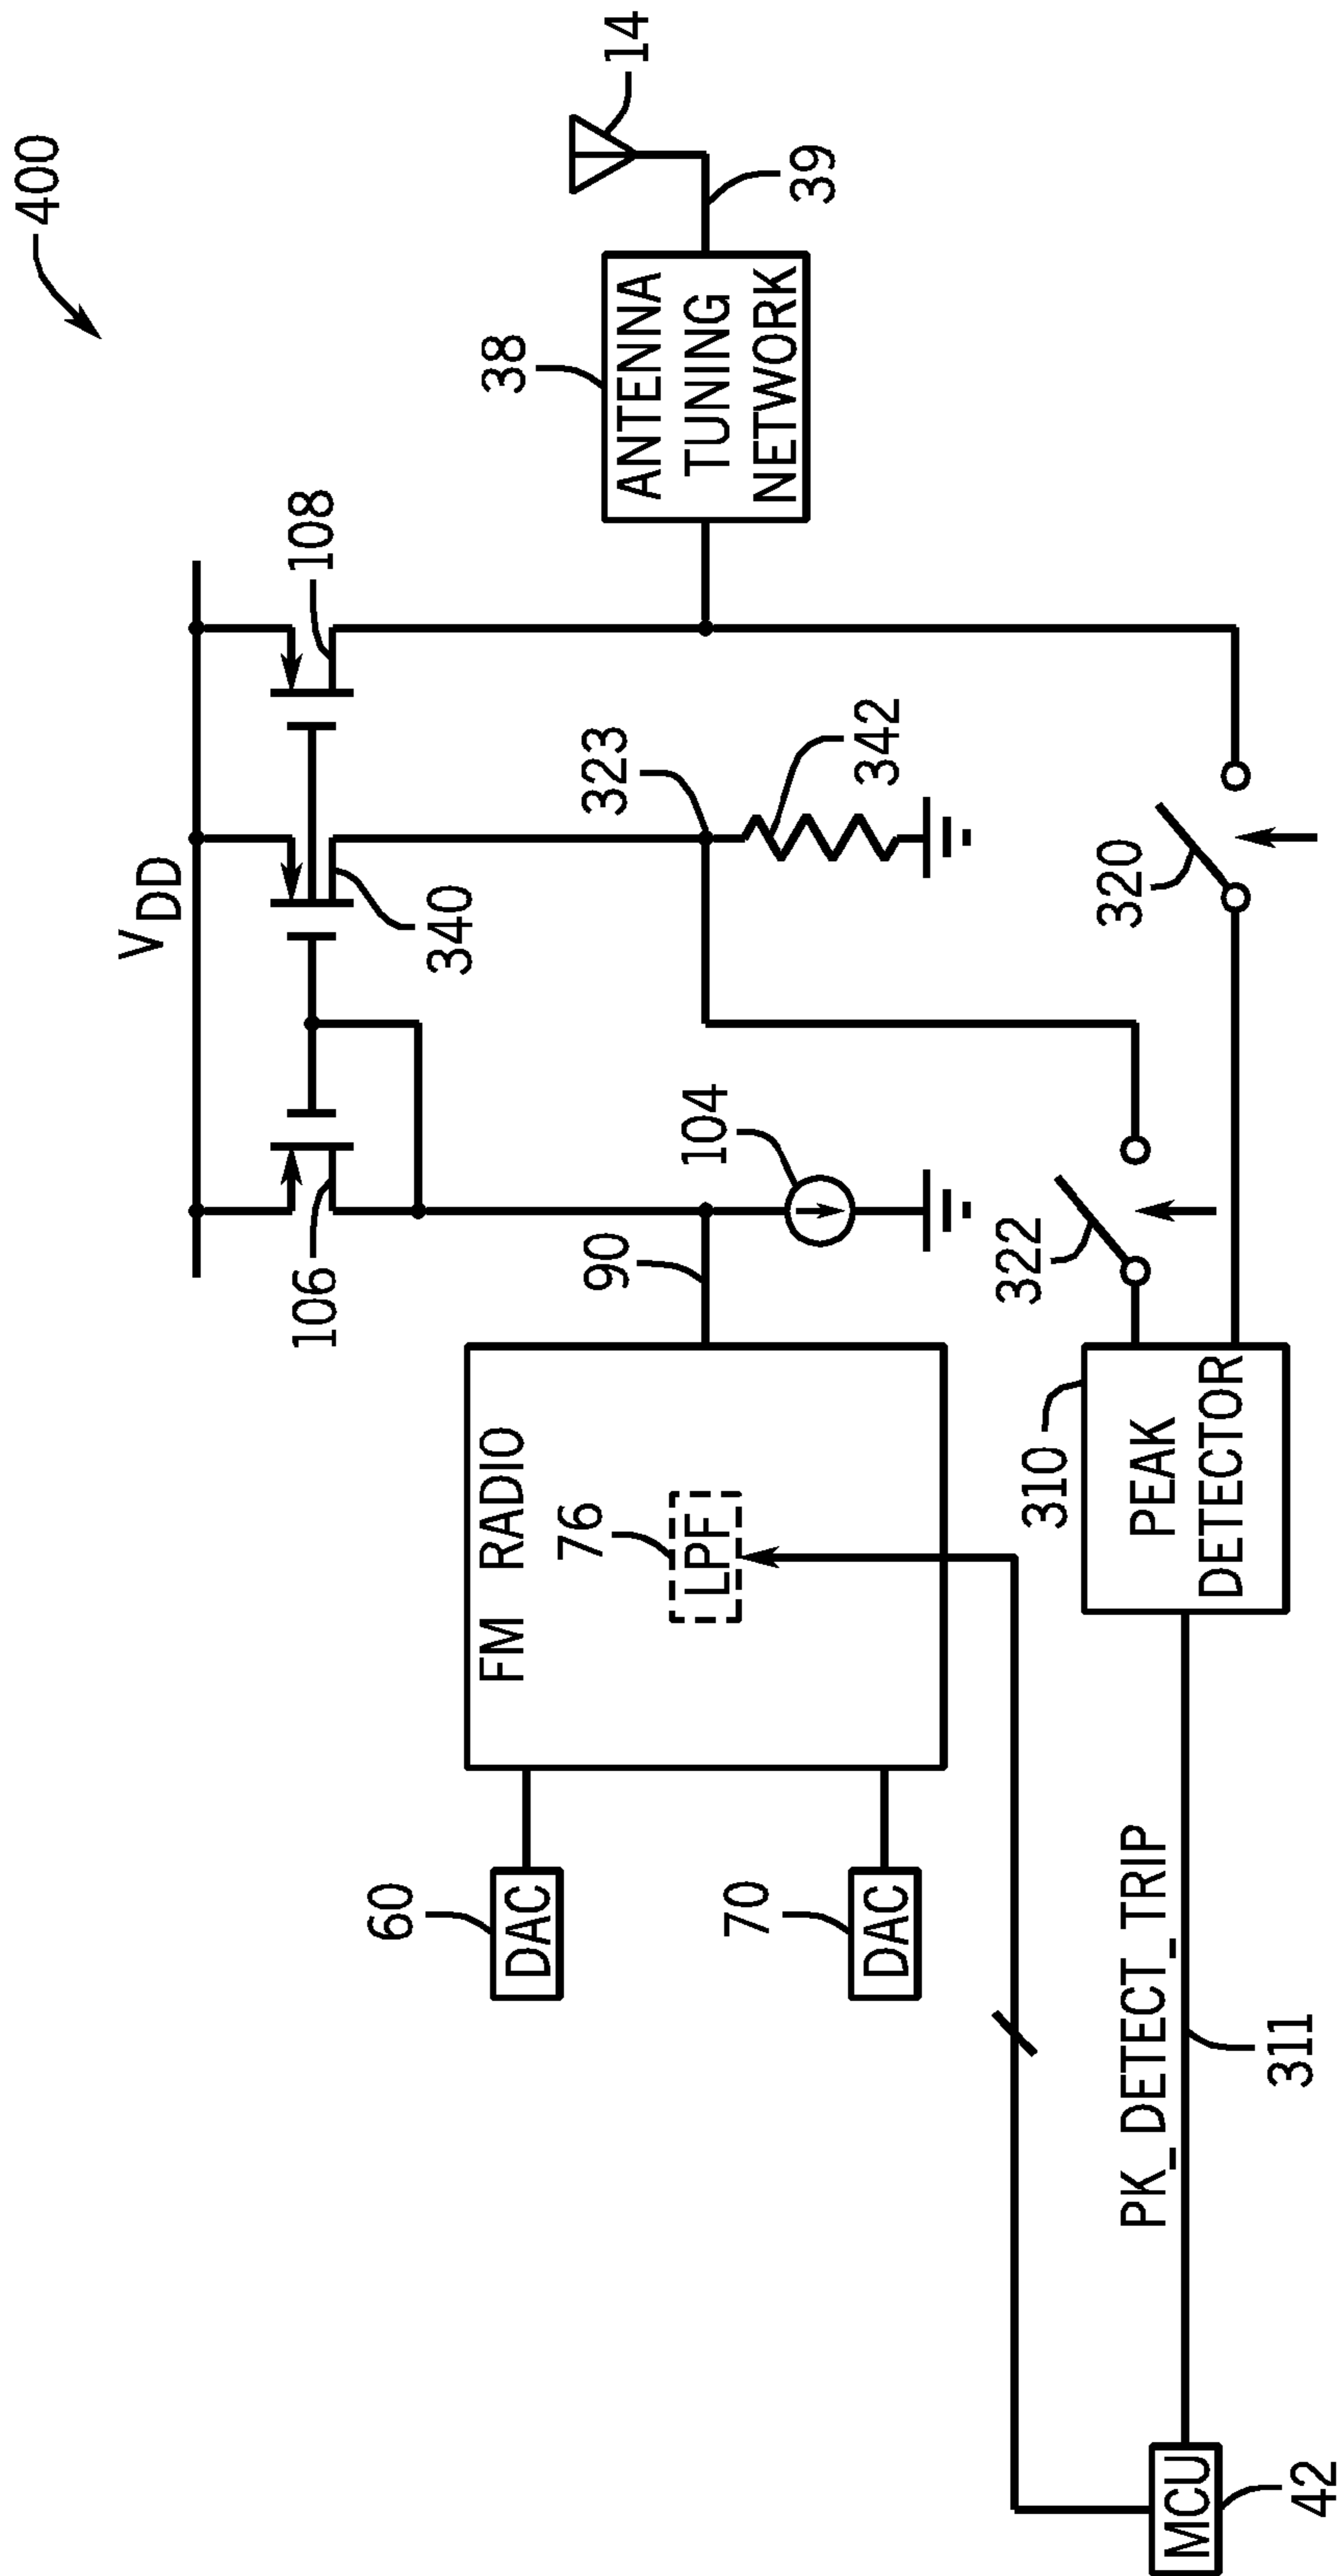 400
V DD
106
340
108
38
ANTENNA
TUNING
NETWORK
14
39
323
342
90
104
FM RADIO
76
LPF
60
DAC
70
DAC
322
320
310
PEAK
DETECTOR
PK_DETECT_TRIP
311
MCU
42